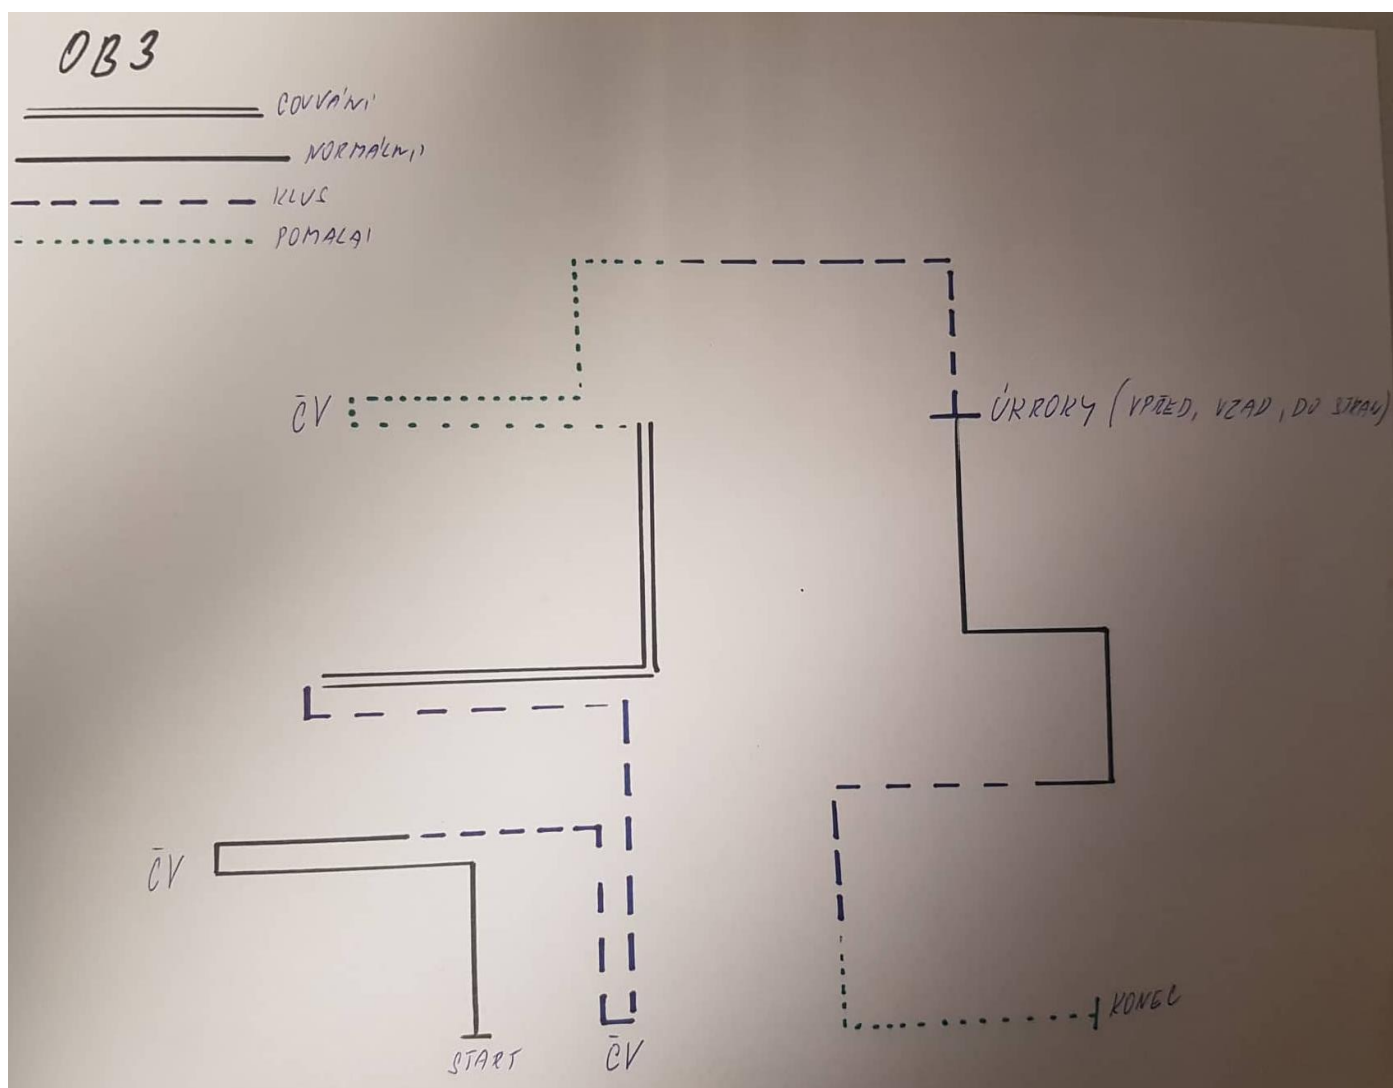 OB3
COUVÁNÍ
NORMÁLNÍ
KLUS
POMALÁ
ČV
ÚKROKY (VPŘED, VZAD, DO STRAN)
ČV
START
ČV
KONEC